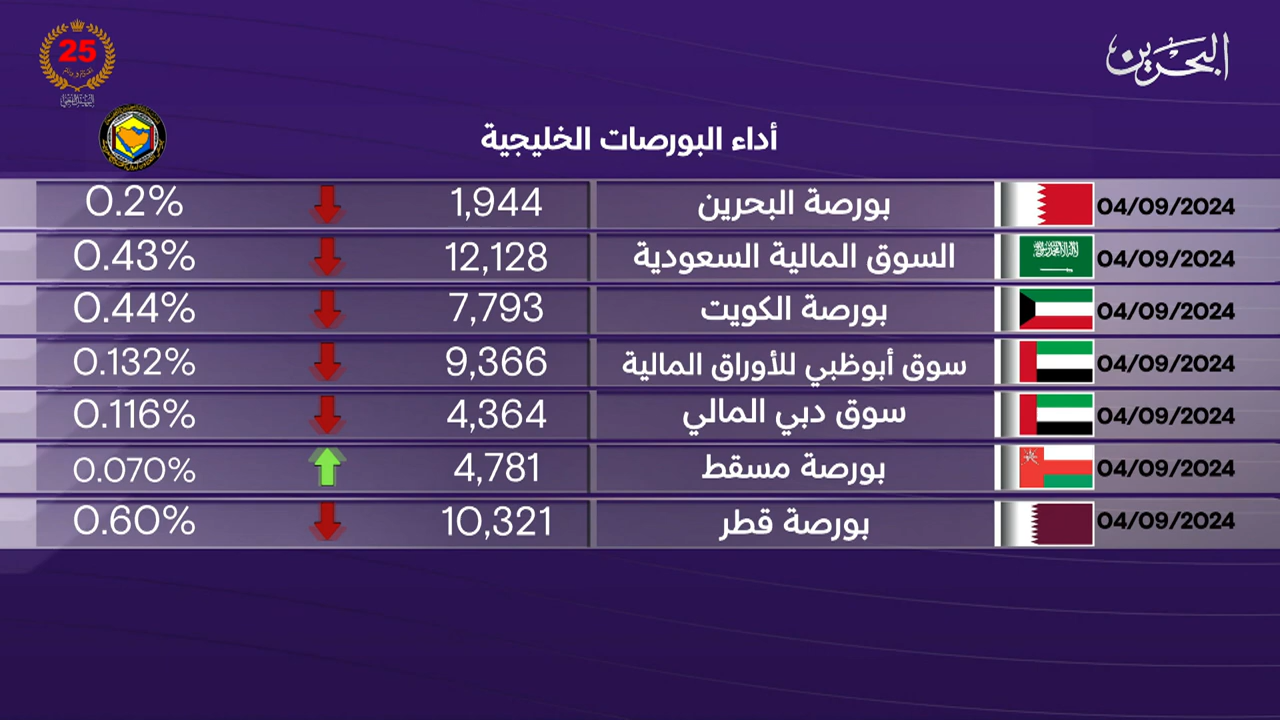 البحرين
25
أداء البورصات الخليجية
04/09/2024 بورصة البحرين 1,944 0.2%
04/09/2024 السوق المالية السعودية 12,128 0.43%
04/09/2024 بورصة الكويت 7,793 0.44%
04/09/2024 سوق أبوظبي للأوراق المالية 9,366 0.132%
04/09/2024 سوق دبي المالي 4,364 0.116%
04/09/2024 بورصة مسقط 4,781 0.070%
04/09/2024 بورصة قطر 10,321 0.60%